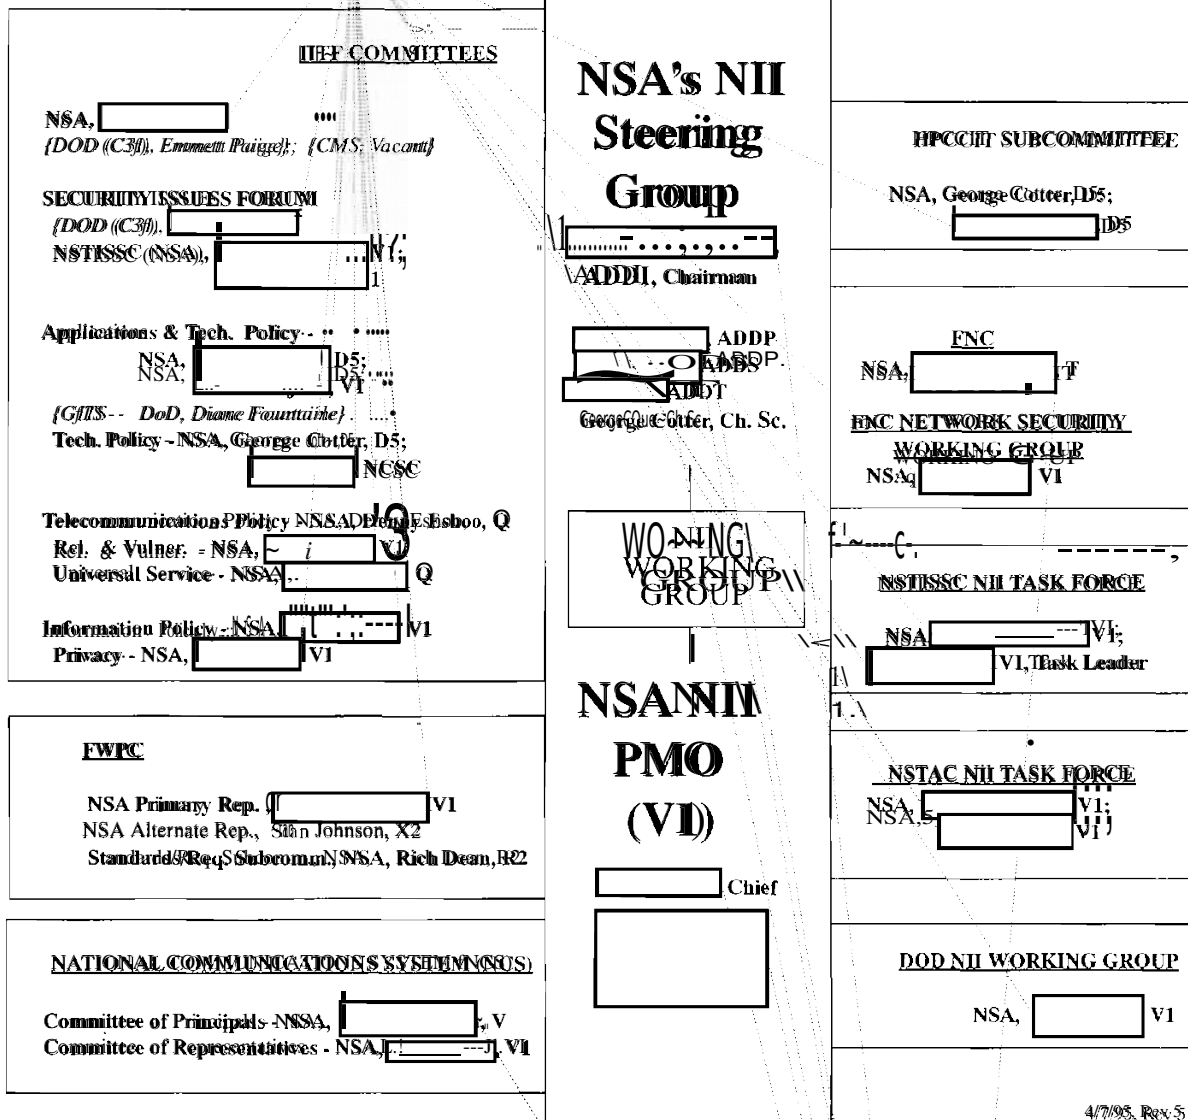 IITF COMMITTEES
NSA,
{DOD (C3I), Emmett Paige}; {CMS, Vacant}
SECURITY ISSUES FORUM
{DOD (C3I),
NSTISSC (NSA), V1;
Applications & Tech. Policy -
NSA, D5;
V1
{GITS - DoD, Diane Fountaine}
Tech. Policy - NSA, George Cotter, D5;
NCSC
Telecommunications Policy - NSA, Denny Esboo, Q
Rel. & Vulner. - NSA, V1
Universal Service - NSA, Q
Information Policy - NSA, V1
Privacy - NSA, V1
FWPC
NSA Primary Rep. V1
NSA Alternate Rep., Johnson, X2
Standards/Req. Subcomm., NSA, Rich Dean, R2
NATIONAL COMMUNICATIONS SYSTEM (NCS)
Committee of Principals - NSA, V
Committee of Representatives - NSA, V1
NSA's NII
Steering
Group
ADDI, Chairman
ADDP
ADDS
ADDT
George Cotter, Ch. Sc.
WORKING
GROUP
NSA NII
PMO
(V1)
Chief
HPCCIT SUBCOMMITTEE
NSA, George Cotter, D5;
D5
FNC
NSA, T
FNC NETWORK SECURITY
WORKING GROUP
NSA, V1
NSTISSC NII TASK FORCE
NSA V1;
V1, Task Leader
NSTAC NII TASK FORCE
NSA, V1;
V1
DOD NII WORKING GROUP
NSA, V1
4/7/95, Rev 5